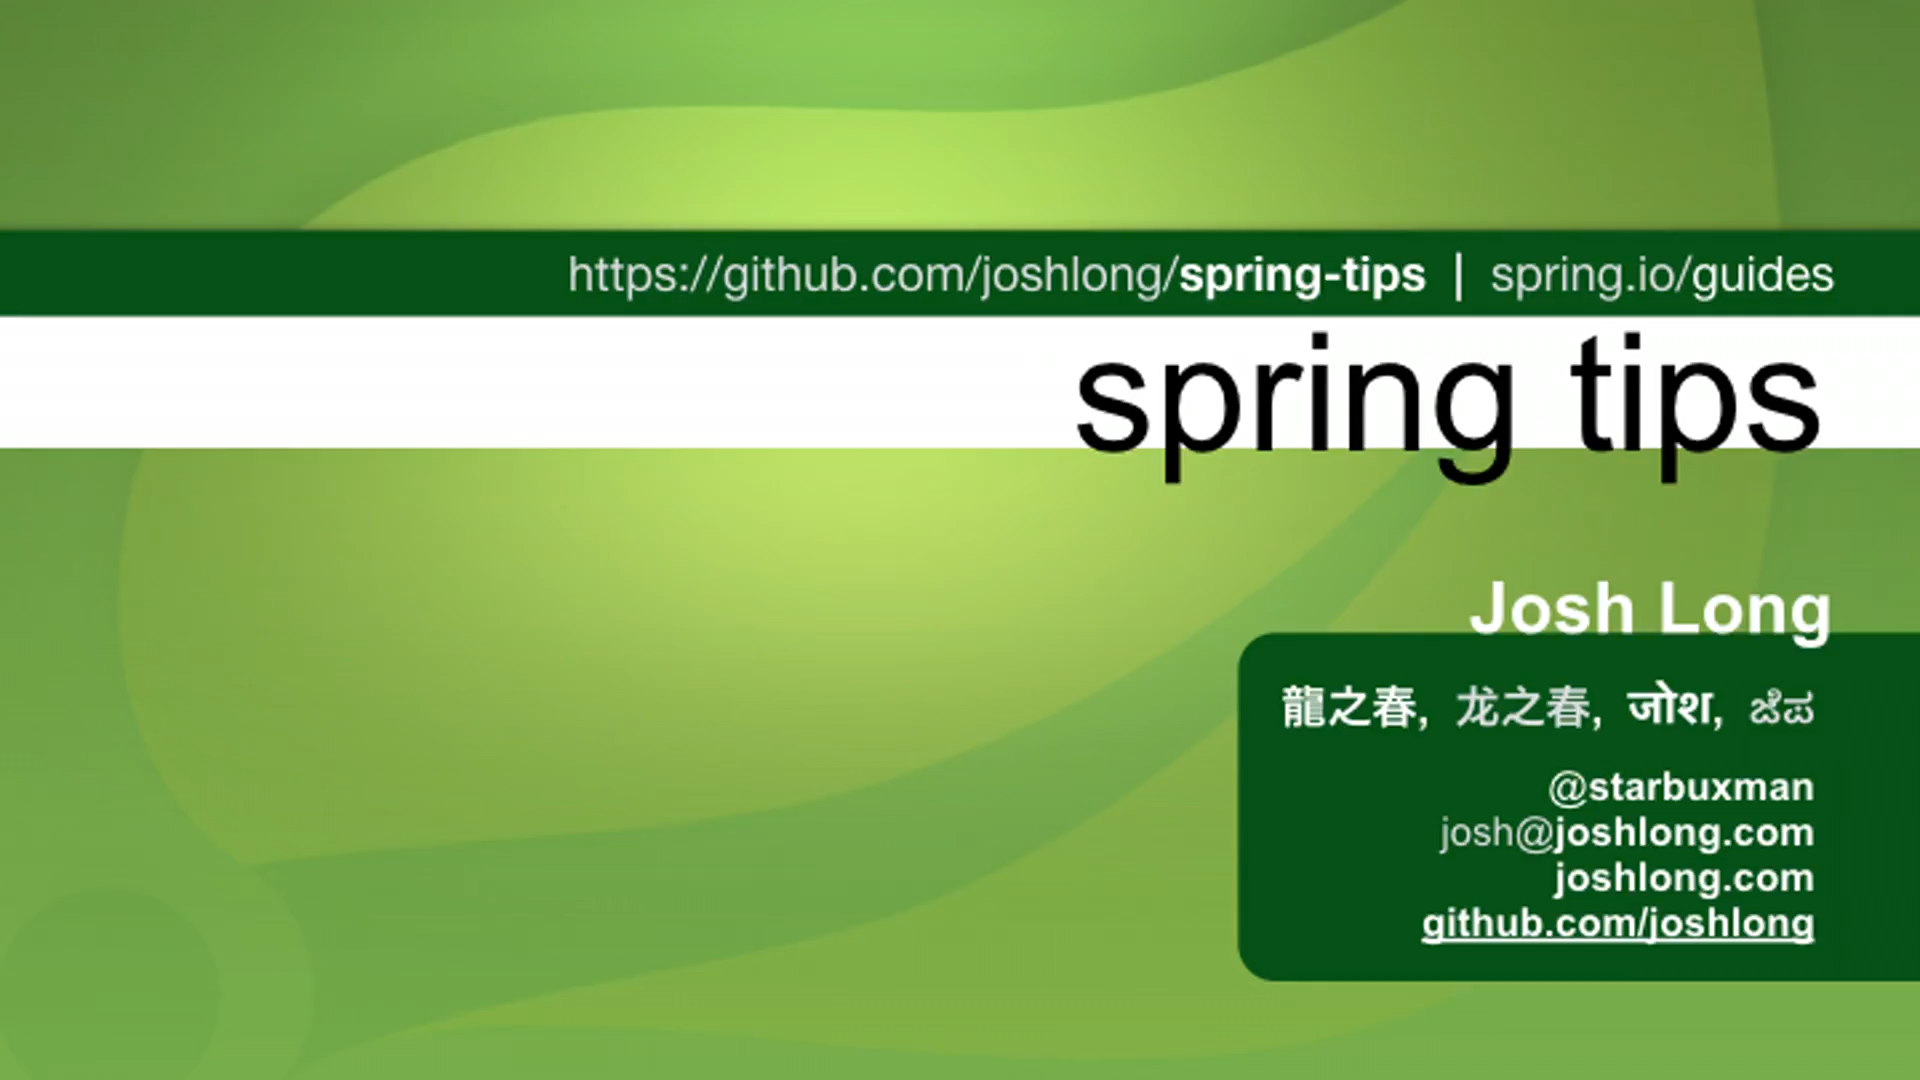 https://github.com/joshlong/spring-tips | spring.io/guides
spring tips
Josh Long
龍之春, 龙之春, जोश, ಜೆಪ
@starbuxman
josh@joshlong.com
joshlong.com
github.com/joshlong